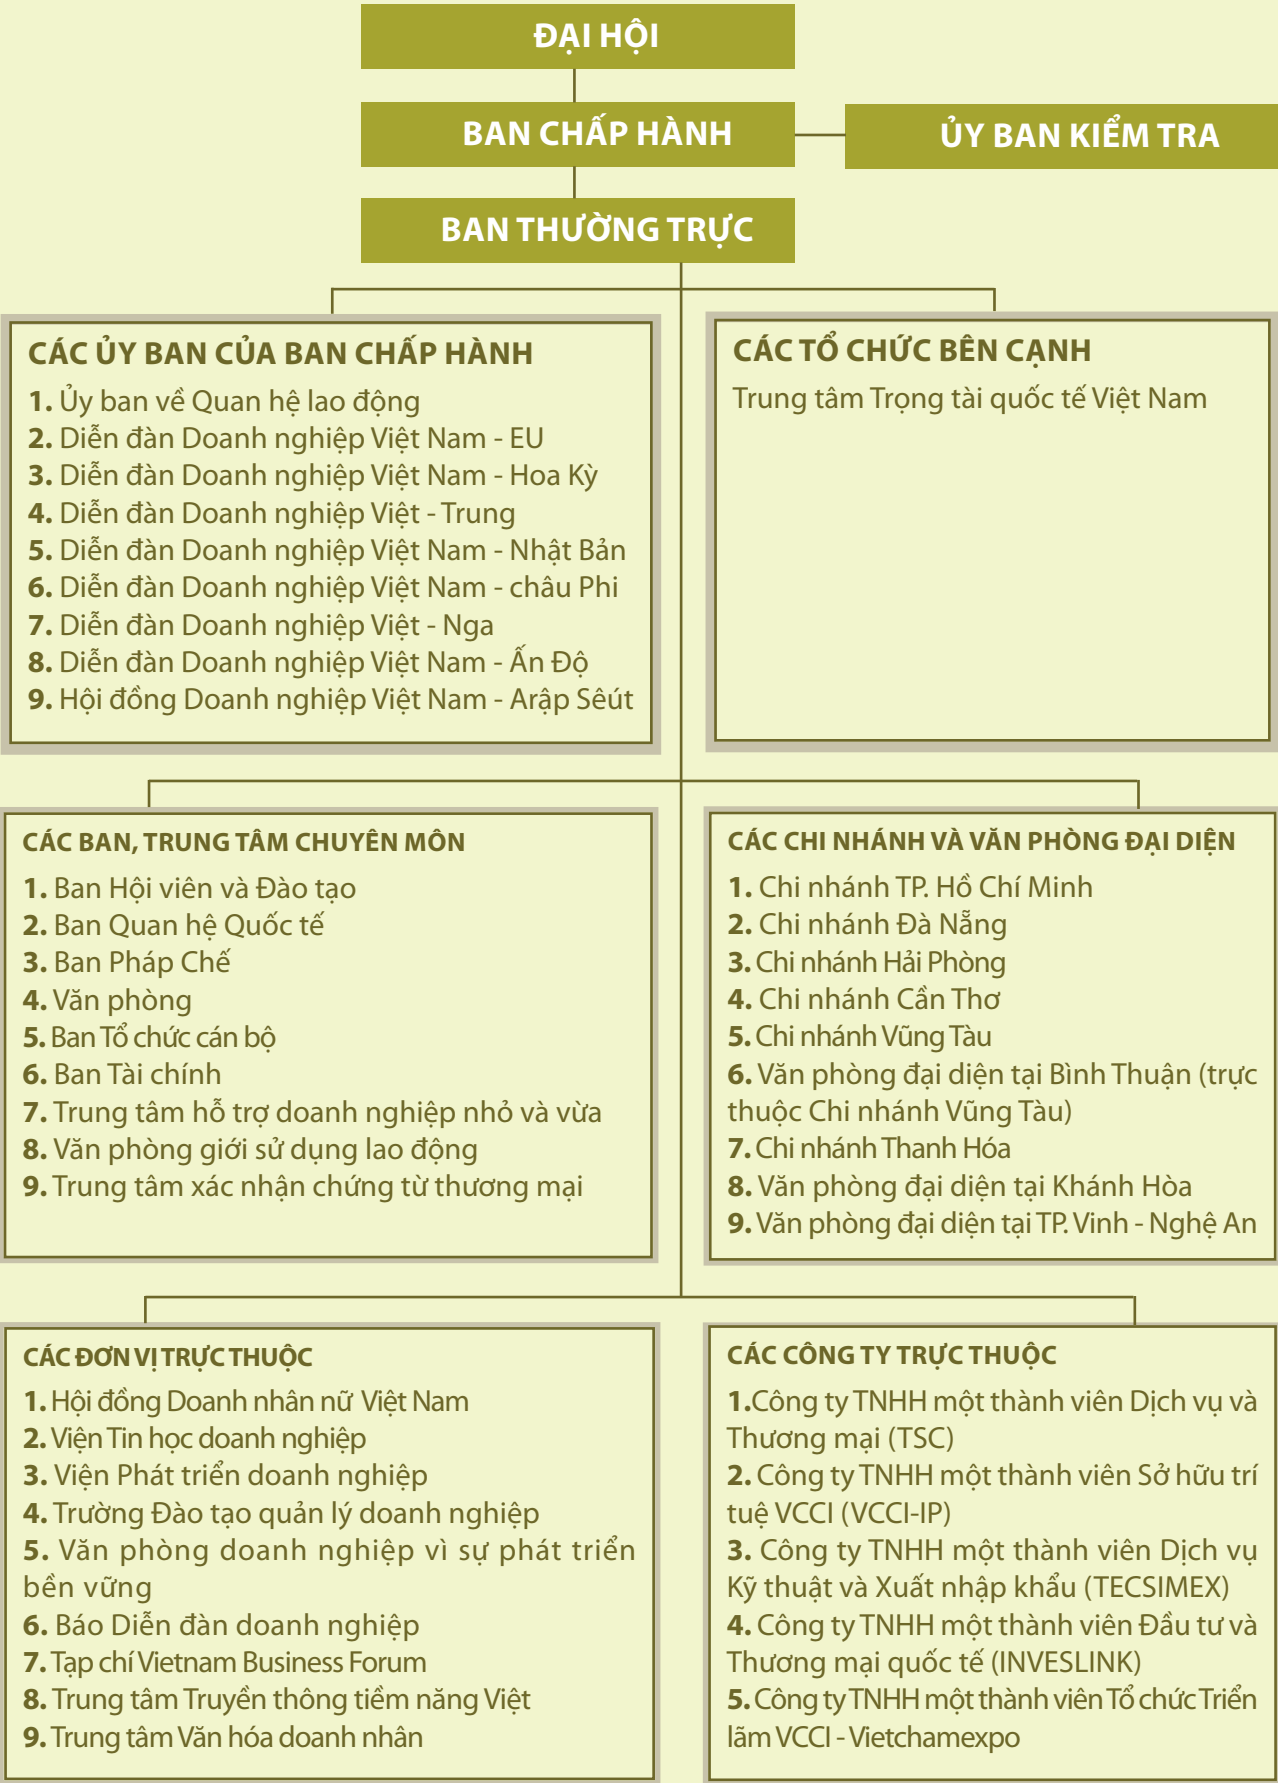 ĐẠI HỘI
BAN CHẤP HÀNH
ỦY BAN KIỂM TRA
BAN THƯỜNG TRỰC
CÁC ỦY BAN CỦA BAN CHẤP HÀNH
1. Ủy ban về Quan hệ lao động
2. Diễn đàn Doanh nghiệp Việt Nam - EU
3. Diễn đàn Doanh nghiệp Việt Nam - Hoa Kỳ
4. Diễn đàn Doanh nghiệp Việt - Trung
5. Diễn đàn Doanh nghiệp Việt Nam - Nhật Bản
6. Diễn đàn Doanh nghiệp Việt Nam - châu Phi
7. Diễn đàn Doanh nghiệp Việt - Nga
8. Diễn đàn Doanh nghiệp Việt Nam - Ấn Độ
9. Hội đồng Doanh nghiệp Việt Nam - Arập Sêút
CÁC TỔ CHỨC BÊN CẠNH
Trung tâm Trọng tài quốc tế Việt Nam
CÁC BAN, TRUNG TÂM CHUYÊN MÔN
1. Ban Hội viên và Đào tạo
2. Ban Quan hệ Quốc tế
3. Ban Pháp Chế
4. Văn phòng
5. Ban Tổ chức cán bộ
6. Ban Tài chính
7. Trung tâm hỗ trợ doanh nghiệp nhỏ và vừa
8. Văn phòng giới sử dụng lao động
9. Trung tâm xác nhận chứng từ thương mại
CÁC CHI NHÁNH VÀ VĂN PHÒNG ĐẠI DIỆN
1. Chi nhánh TP. Hồ Chí Minh
2. Chi nhánh Đà Nẵng
3. Chi nhánh Hải Phòng
4. Chi nhánh Cần Thơ
5. Chi nhánh Vũng Tàu
6. Văn phòng đại diện tại Bình Thuận (trực
thuộc Chi nhánh Vũng Tàu)
7. Chi nhánh Thanh Hóa
8. Văn phòng đại diện tại Khánh Hòa
9. Văn phòng đại diện tại TP. Vinh - Nghệ An
CÁC ĐƠN VỊ TRỰC THUỘC
1. Hội đồng Doanh nhân nữ Việt Nam
2. Viện Tin học doanh nghiệp
3. Viện Phát triển doanh nghiệp
4. Trường Đào tạo quản lý doanh nghiệp
5. Văn phòng doanh nghiệp vì sự phát triển
bền vững
6. Báo Diễn đàn doanh nghiệp
7. Tạp chí Vietnam Business Forum
8. Trung tâm Truyền thông tiềm năng Việt
9. Trung tâm Văn hóa doanh nhân
CÁC CÔNG TY TRỰC THUỘC
1.Công ty TNHH một thành viên Dịch vụ và
Thương mại (TSC)
2. Công ty TNHH một thành viên Sở hữu trí
tuệ VCCI (VCCI-IP)
3. Công ty TNHH một thành viên Dịch vụ
Kỹ thuật và Xuất nhập khẩu (TECSIMEX)
4. Công ty TNHH một thành viên Đầu tư và
Thương mại quốc tế (INVESLINK)
5. Công ty TNHH một thành viên Tổ chức Triển
lãm VCCI - Vietchamexpo